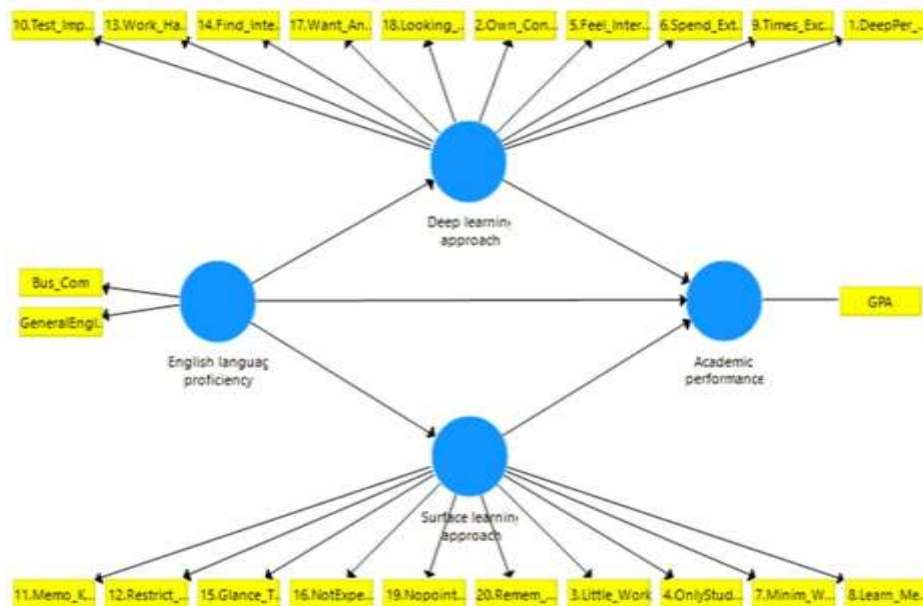 10.Test_Imp...
13.Work_Ha...
14.Find_Inte...
17.Want_An...
18.Looking_...
2.Own_Con...
5.Feel_Inter...
6.Spend_Ext...
9.Times_Exc...
1.DeepPer_...
Deep learnin
approach
Bus_Com
GeneralEngl...
English languag
proficiency
GPA
Academic
performance
Surface learnin
approach
11.Memo_K...
12.Restrict_...
15.Glance_T...
16.NotExpe...
19.Nopoint...
20.Remem_...
3.Little_Work
4.OnlyStud...
7.Minim_W...
8.Learn_Me...